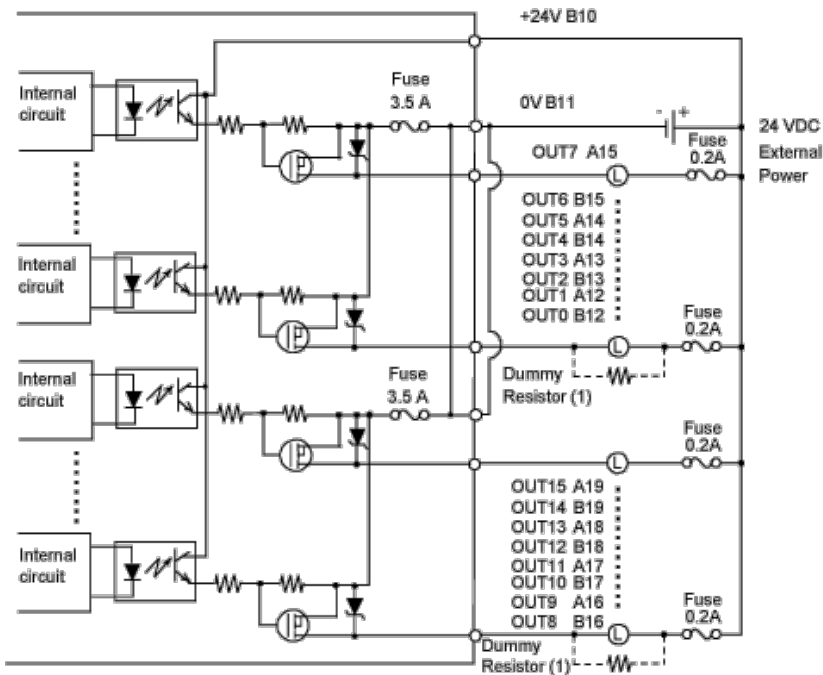 +24V B10
Internal
circuit
Fuse
3.5 A
0V B11
- +
24 VDC
External
Power
Fuse
0.2A
OUT7 A15
L
OUT6 B15
OUT5 A14
OUT4 B14
OUT3 A13
OUT2 B13
OUT1 A12
OUT0 B12
Internal
circuit
Fuse
0.2A
L
Dummy
Resistor (1)
Internal
circuit
Fuse
3.5 A
Fuse
0.2A
L
OUT15 A19
OUT14 B19
OUT13 A18
OUT12 B18
OUT11 A17
OUT10 B17
OUT9 A16
OUT8 B16
Internal
circuit
Fuse
0.2A
L
Dummy
Resistor (1)